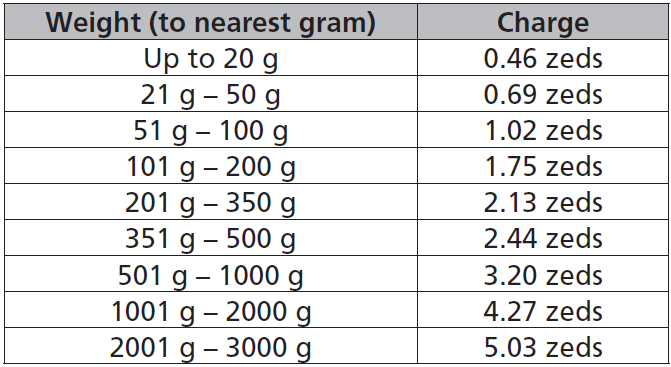 Weight (to nearest gram) Charge
Up to 20 g 0.46 zeds
21 g – 50 g 0.69 zeds
51 g – 100 g 1.02 zeds
101 g – 200 g 1.75 zeds
201 g – 350 g 2.13 zeds
351 g – 500 g 2.44 zeds
501 g – 1000 g 3.20 zeds
1001 g – 2000 g 4.27 zeds
2001 g – 3000 g 5.03 zeds